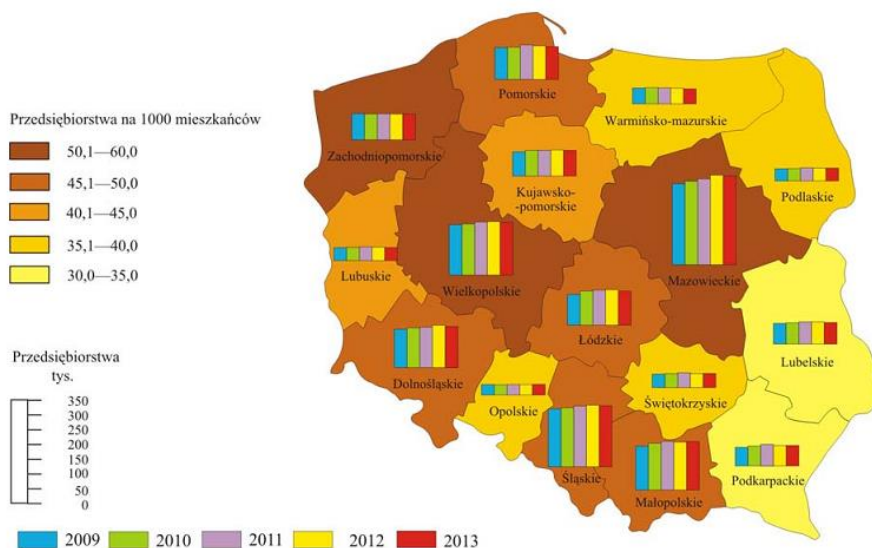 Przedsiębiorstwa na 1000 mieszkańców
50,1—60,0
45,1—50,0
40,1—45,0
35,1—40,0
30,0—35,0
Przedsiębiorstwa
tys.
350
300
250
200
150
100
50
0
Pomorskie
Warmińsko-mazurskie
Zachodniopomorskie
Kujawsko-
-pomorskie
Podlaskie
Lubuskie
Wielkopolskie
Mazowieckie
Łódzkie
Lubelskie
Dolnośląskie
Opolskie
Świętokrzyskie
Śląskie
Małopolskie
Podkarpackie
2009 2010 2011 2012 2013